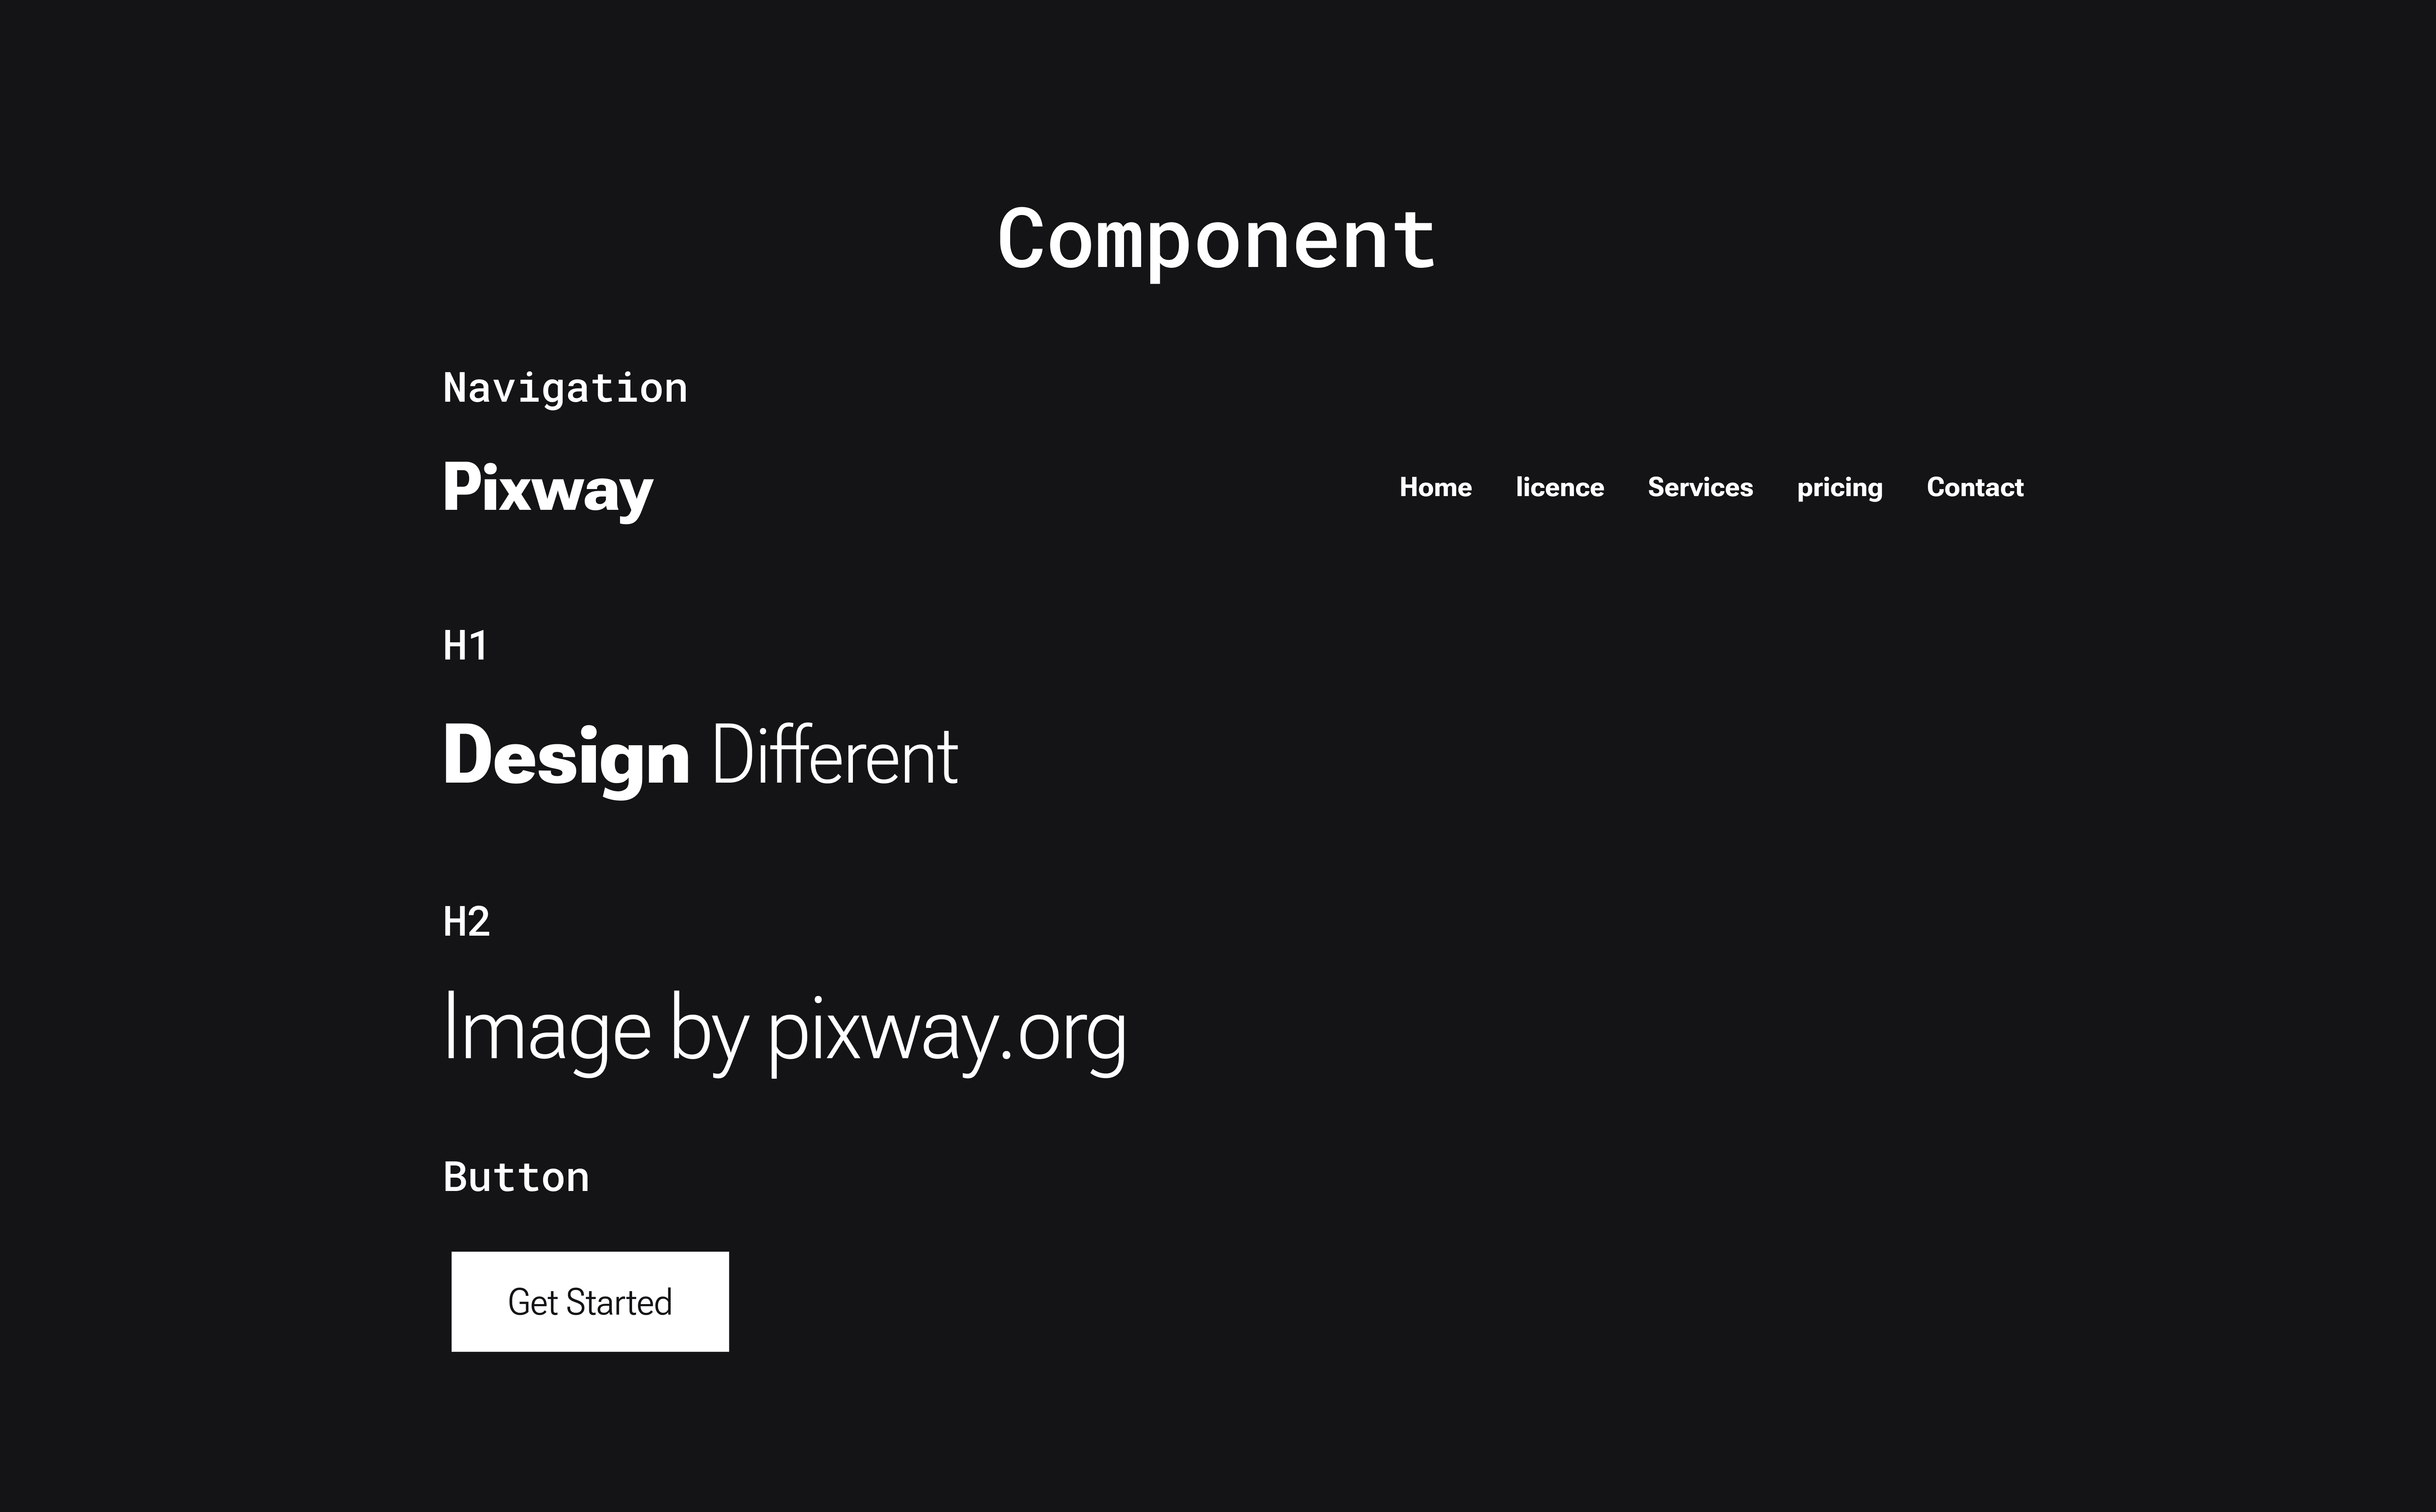 Component
Navigation
Pixway Home licence Services pricing Contact
H1
Design Different
H2
Image by pixway.org
Button
Get Started